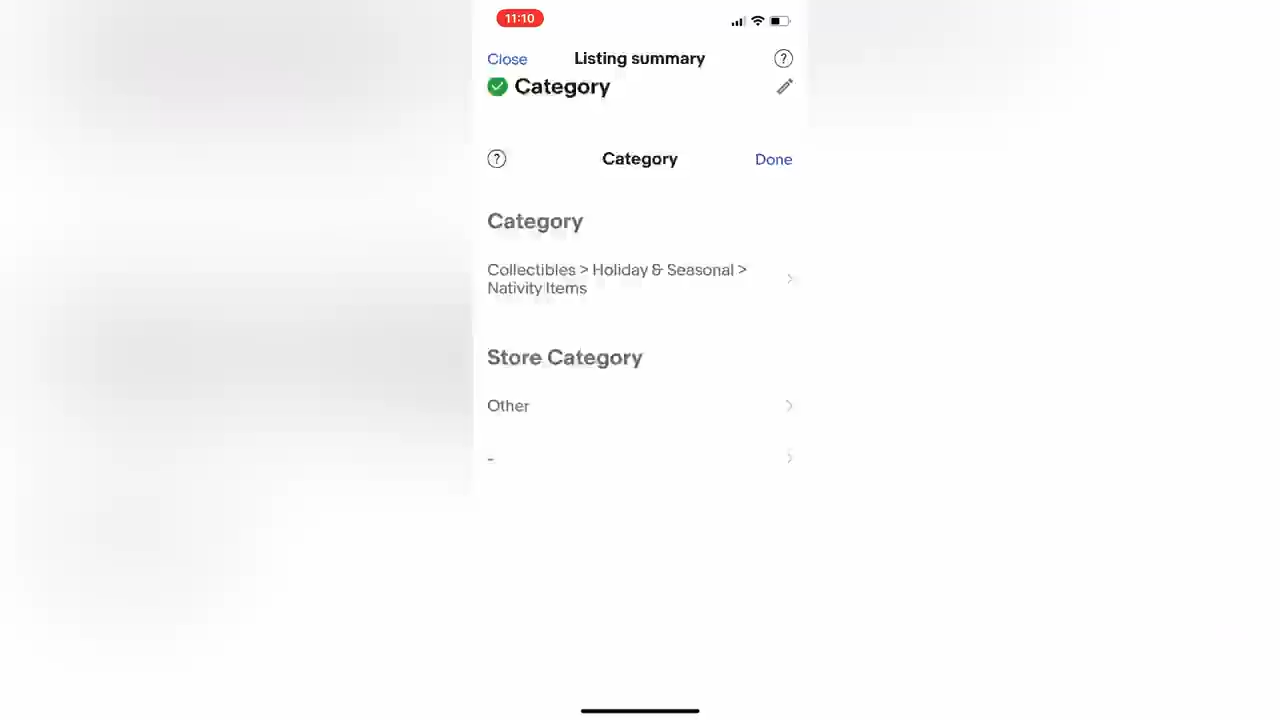 11:10
Close Listing summary ?
Category
? Category Done
Category
Collectibles > Holiday & Seasonal >
Nativity Items
Store Category
Other
-